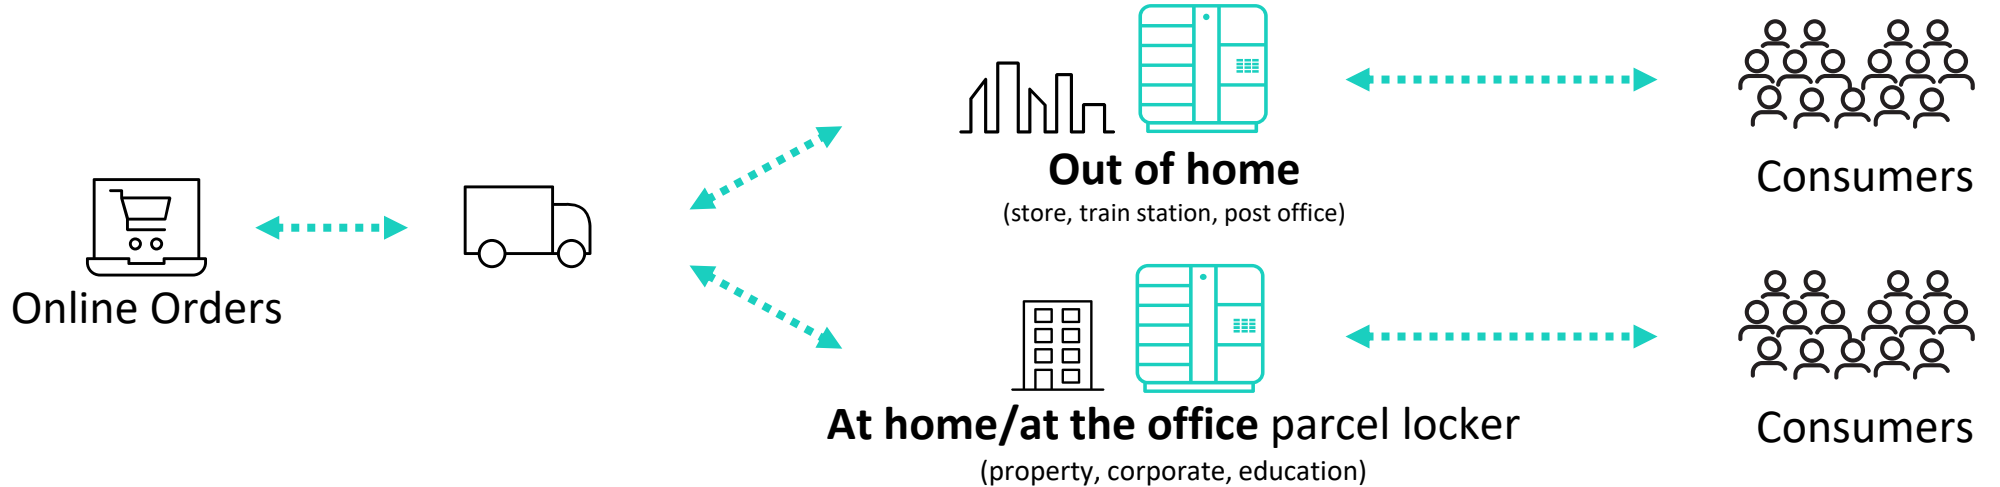 Online Orders
Out of home
(store, train station, post office)
Consumers
At home/at the office parcel locker
(property, corporate, education)
Consumers